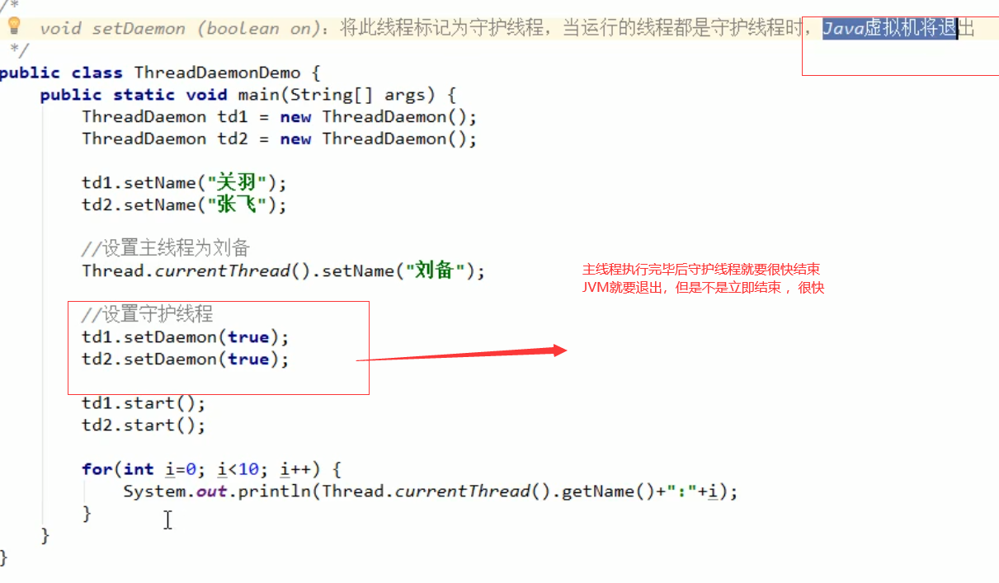 /*
void setDaemon (boolean on)：将此线程标记为守护线程，当运行的线程都是守护线程时，Java虚拟机将退出
*/
public class ThreadDaemonDemo {
public static void main(String[] args) {
ThreadDaemon td1 = new ThreadDaemon();
ThreadDaemon td2 = new ThreadDaemon();
td1.setName("关羽");
td2.setName("张飞");
//设置主线程为刘备
Thread.currentThread().setName("刘备");
主线程执行完毕后守护线程就要很快结束
JVM就要退出，但是不是立即结束 ，很快
//设置守护线程
td1.setDaemon(true);
td2.setDaemon(true);
td1.start();
td2.start();
for(int i=0; i<10; i++) {
System.out.println(Thread.currentThread().getName()+":"+i);
}
}
}